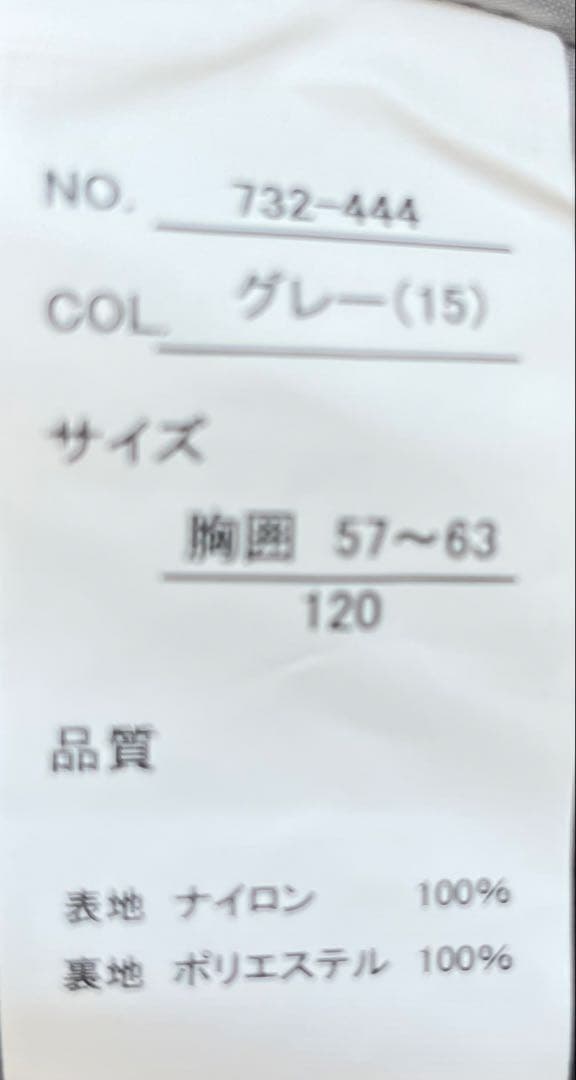 NO. 732-444
COL. グレー(15)
サイズ
胸囲 57～63
120
品質
表地 ナイロン 100%
裏地 ポリエステル 100%